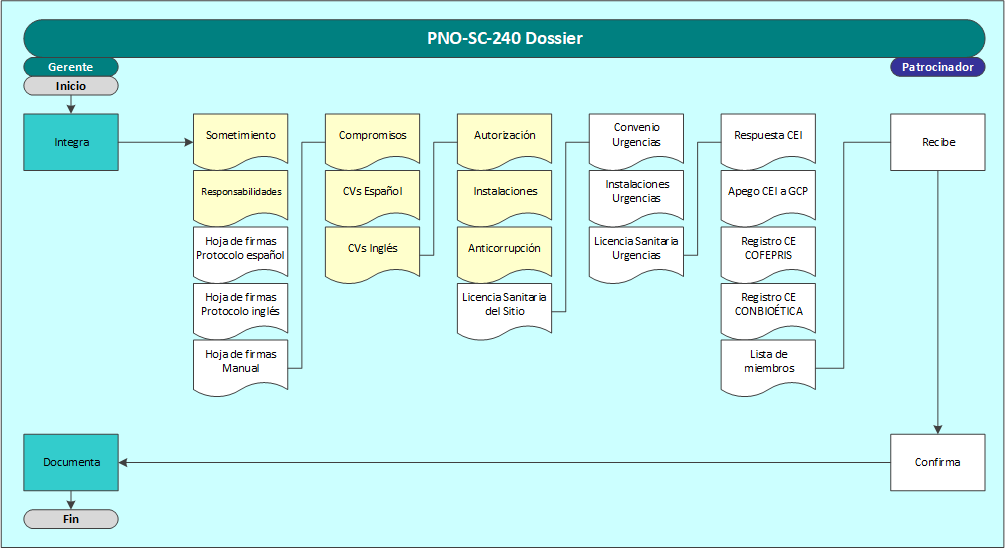 PNO-SC-240 Dossier
Gerente
Patrocinador
Inicio
Integra
Sometimiento
Responsabilidades
Hoja de firmas
Protocolo español
Hoja de firmas
Protocolo inglés
Hoja de firmas
Manual
Compromisos
CVs Español
CVs Inglés
Autorización
Instalaciones
Anticorrupción
Licencia Sanitaria
del Sitio
Convenio
Urgencias
Instalaciones
Urgencias
Licencia Sanitaria
Urgencias
Respuesta CEI
Apego CEI a GCP
Registro CE
COFEPRIS
Registro CE
CONBIOÉTICA
Lista de
miembros
Recibe
Confirma
Documenta
Fin